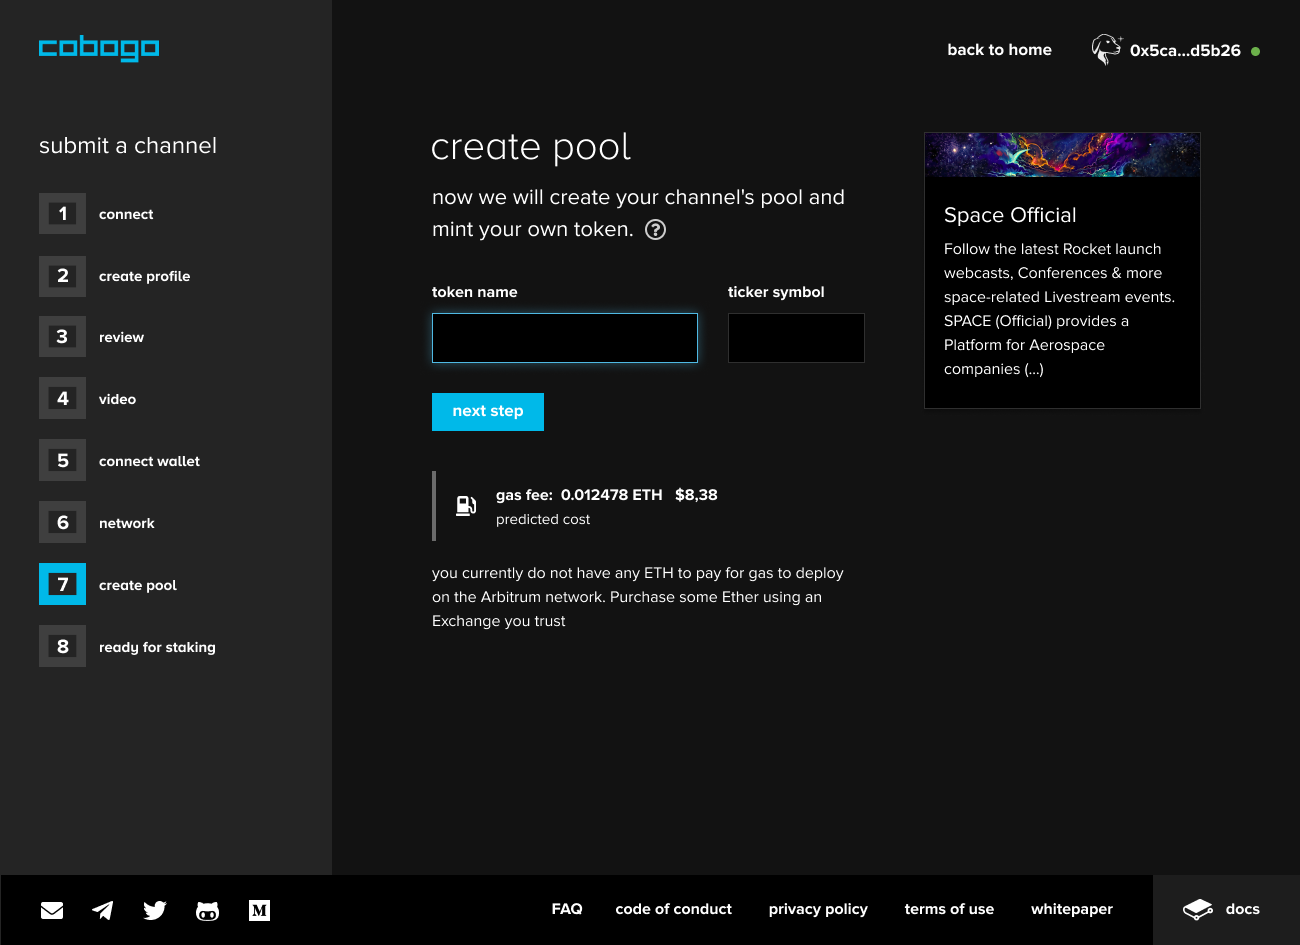 cobogo
back to home
0x5ca...d5b26
submit a channel
1 connect
2 create profile
3 review
4 video
5 connect wallet
6 network
7 create pool
8 ready for staking
create pool
now we will create your channel's pool and
mint your own token. ?
token name
ticker symbol
next step
gas fee: 0.012478 ETH $8,38
predicted cost
you currently do not have any ETH to pay for gas to deploy
on the Arbitrum network. Purchase some Ether using an
Exchange you trust
Space Official
Follow the latest Rocket launch
webcasts, Conferences & more
space-related Livestream events.
SPACE (Official) provides a
Platform for Aerospace
companies (...)
M
FAQ
code of conduct
privacy policy
terms of use
whitepaper
docs